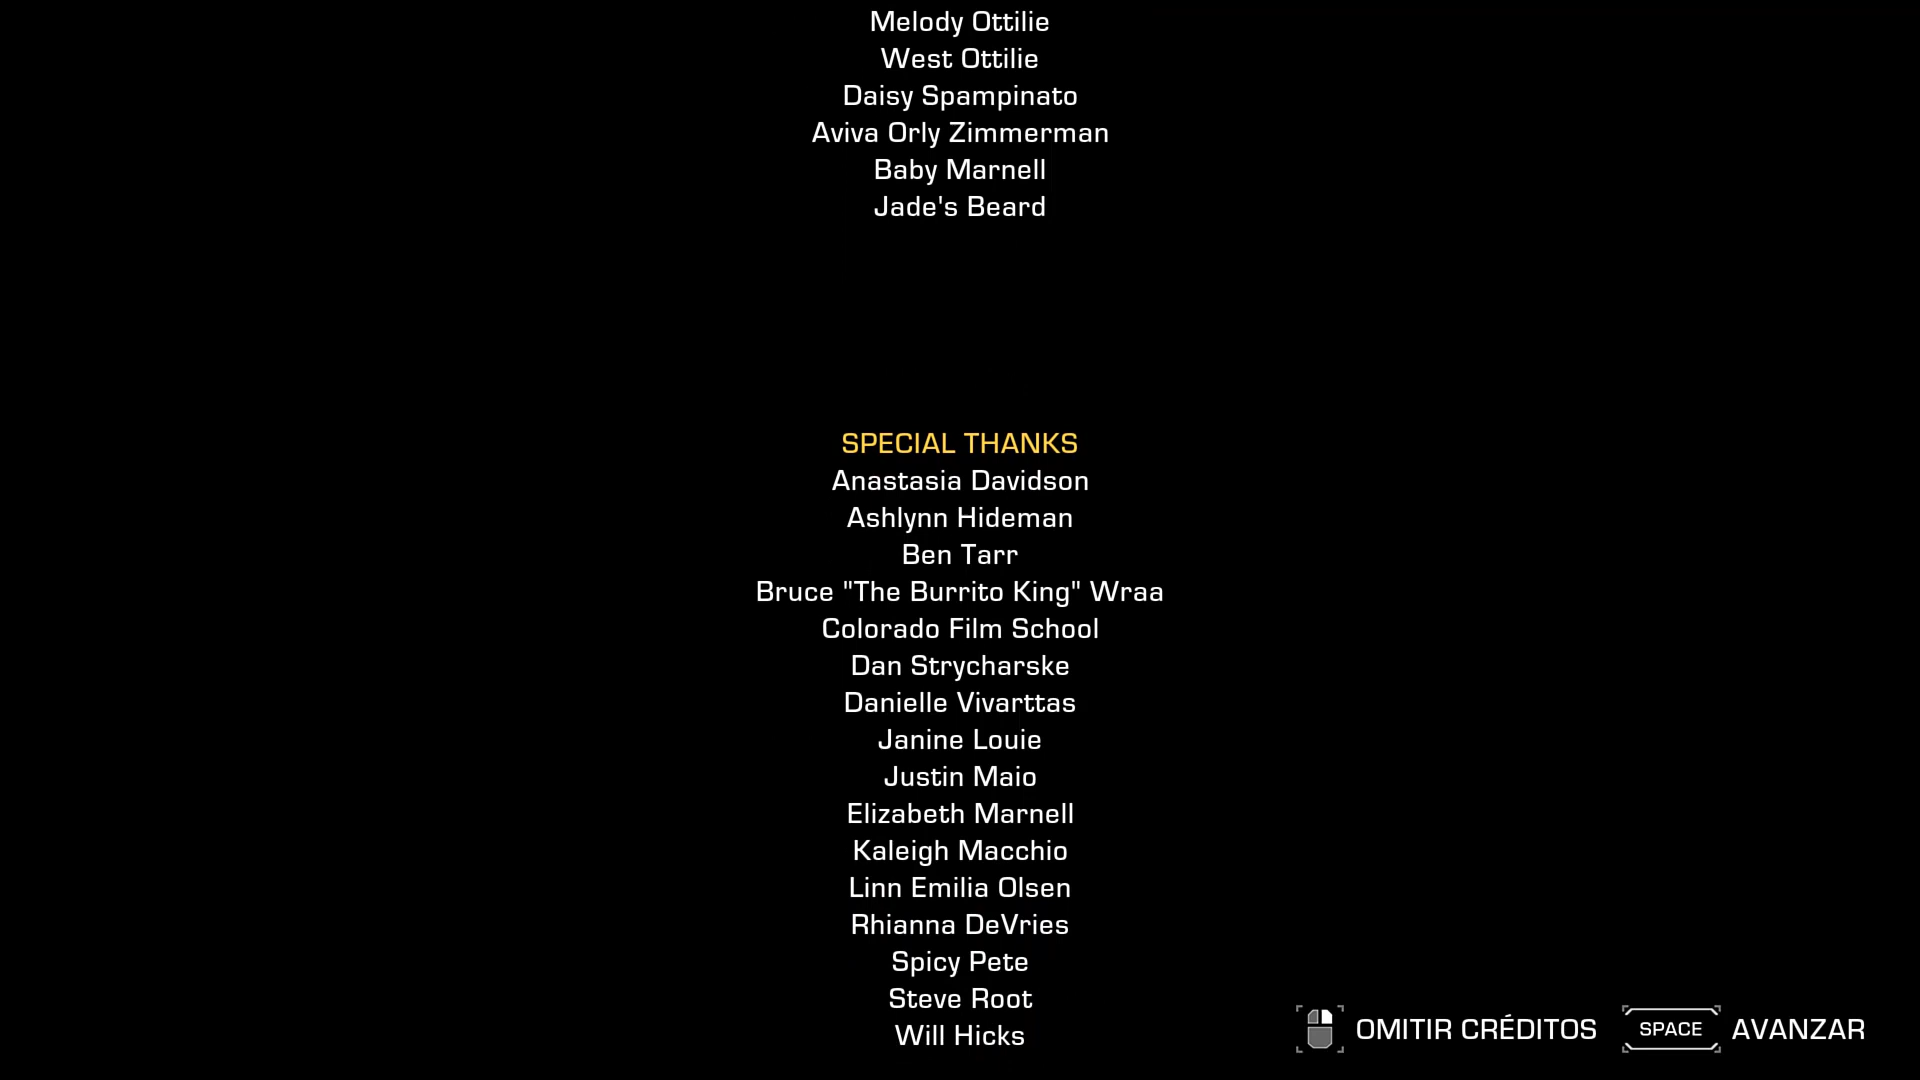 Melody Ottilie
West Ottilie
Daisy Spampinato
Aviva Orly Zimmerman
Baby Marnell
Jade's Beard
SPECIAL THANKS
Anastasia Davidson
Ashlynn Hideman
Ben Tarr
Bruce "The Burrito King" Wraa
Colorado Film School
Dan Strycharske
Danielle Vivarttas
Janine Louie
Justin Maio
Elizabeth Marnell
Kaleigh Macchio
Linn Emilia Olsen
Rhianna DeVries
Spicy Pete
Steve Root
Will Hicks
OMITIR CRÉDITOS SPACE AVANZAR